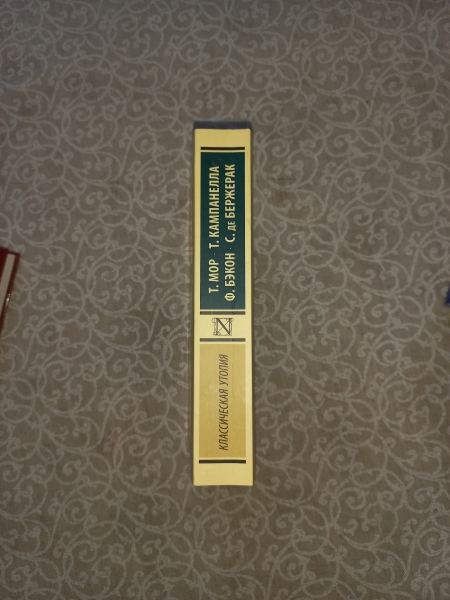 Т. МОР · Т. КАМПАНЕЛЛА
Ф. БЭКОН · С. ДЕ БЕРЖЕРАК
КЛАССИЧЕСКАЯ УТОПИЯ